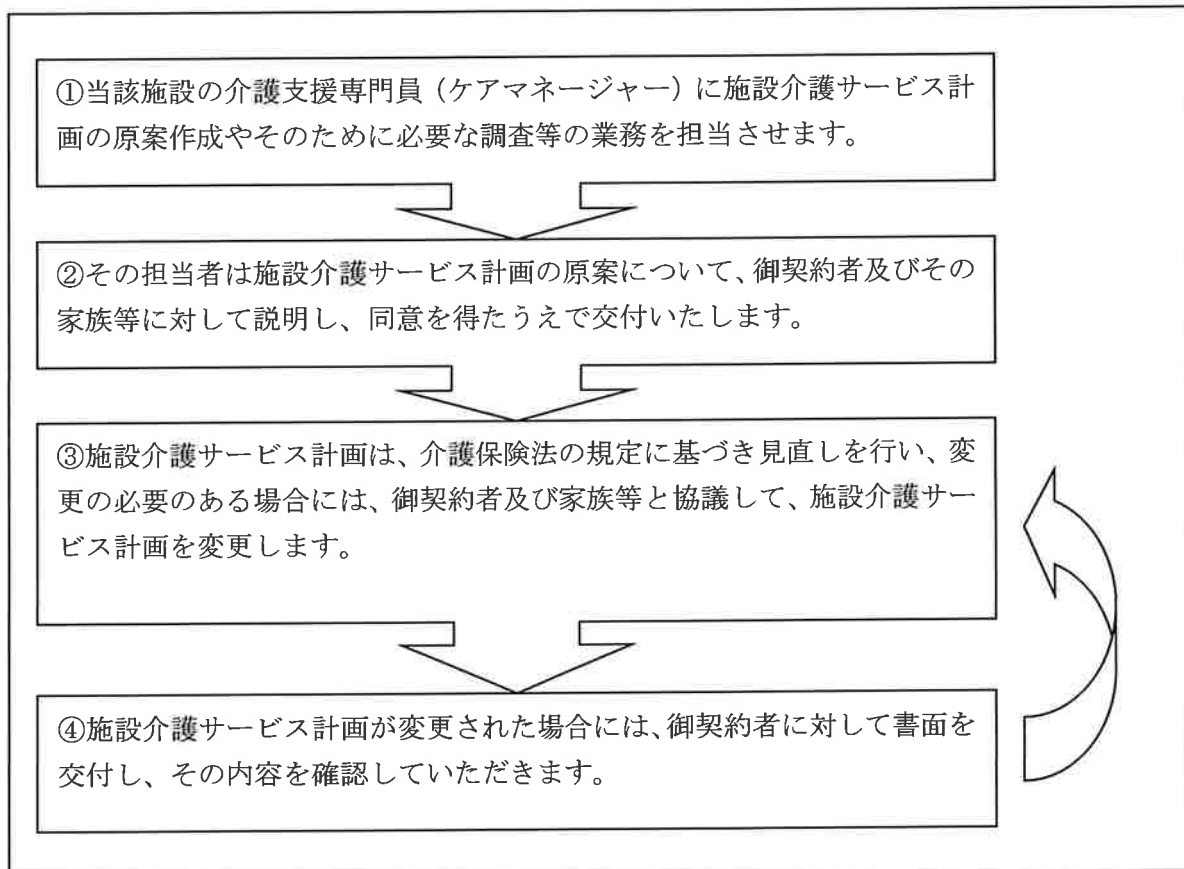 ①当該施設の介護支援専門員（ケアマネージャー）に施設介護サービス計
画の原案作成やそのために必要な調査等の業務を担当させます。
②その担当者は施設介護サービス計画の原案について、御契約者及びその
家族等に対して説明し、同意を得たうえで交付いたします。
③施設介護サービス計画は、介護保険法の規定に基づき見直しを行い、変
更の必要のある場合には、御契約者及び家族等と協議して、施設介護サー
ビス計画を変更します。
④施設介護サービス計画が変更された場合には、御契約者に対して書面を
交付し、その内容を確認していただきます。